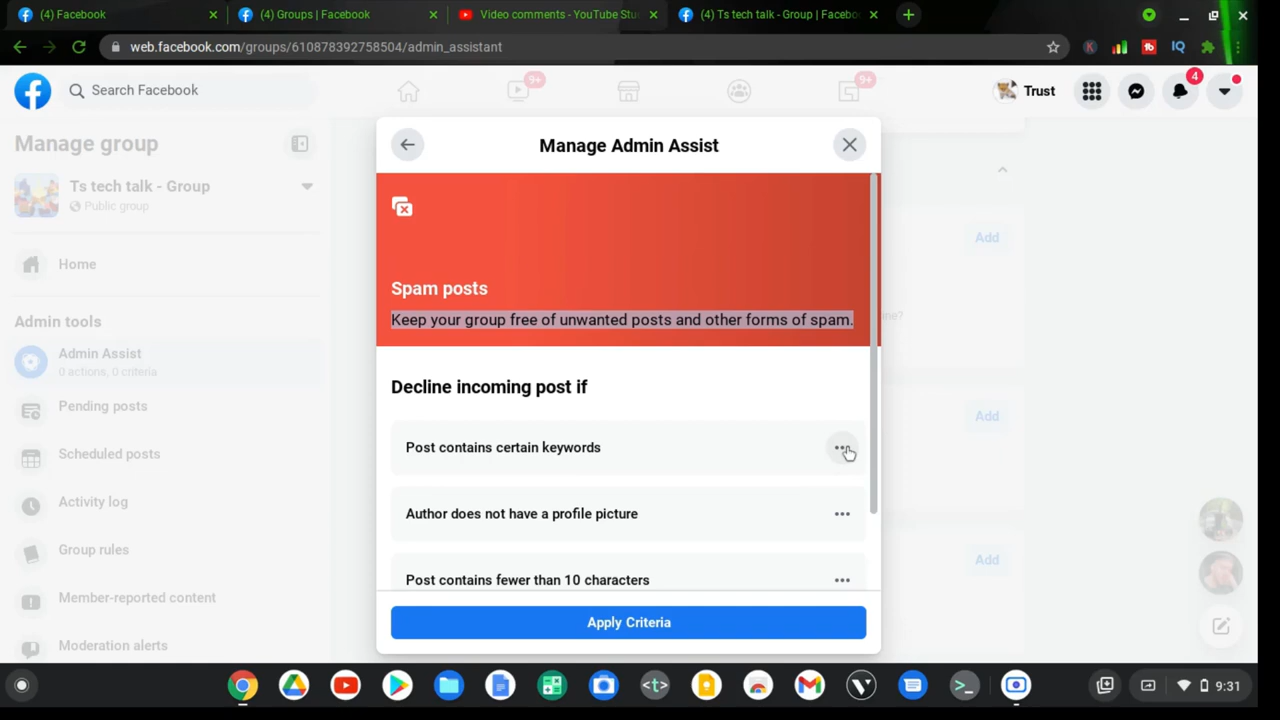 (4) Facebook
(4) Groups | Facebook
Video comments - YouTube Stu
(4) Ts tech talk - Group | Facebo
web.facebook.com/groups/610878392758504/admin_assistant
IQ
Search Facebook
9+
9+
Trust
4
Manage group
Ts tech talk - Group
Public group
Home
Admin tools
Admin Assist
0 actions, 0 criteria
Pending posts
Scheduled posts
Activity log
Group rules
Member-reported content
Moderation alerts
Manage Admin Assist
Spam posts
Keep your group free of unwanted posts and other forms of spam.
Decline incoming post if
Post contains certain keywords
Author does not have a profile picture
Post contains fewer than 10 characters
Apply Criteria
Add
Add
Add
9:31